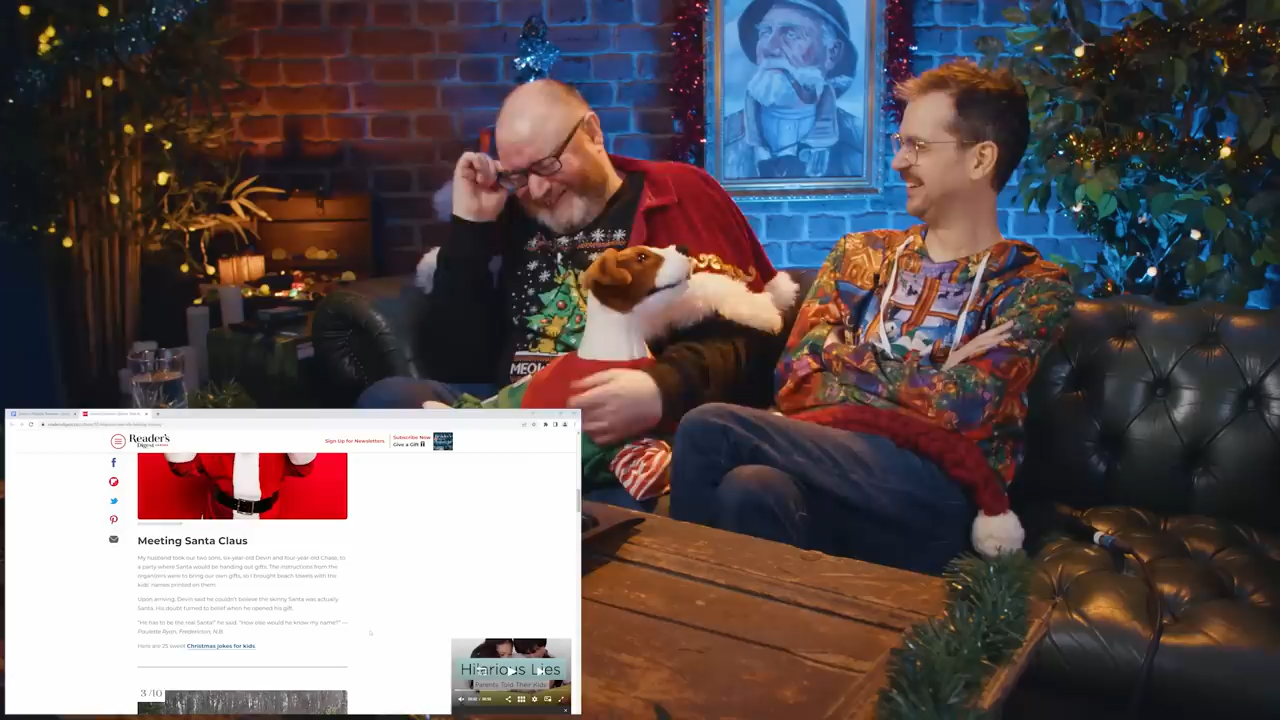 MEOW
READER'S
Digest
Sign Up for Newsletters
Subscribe Now
Give a Gift
Meeting Santa Claus
My husband took our two sons, six-year-old Devin and four-year-old Chase, to
a party where Santa would be handing out gifts. The instructions from the
organizers were to bring our own gifts, so I brought beach towels with the
kids' names printed on them.
Upon arriving, Devin said he couldn't believe the skinny Santa was actually
Santa. His doubt turned to belief when he opened his gift.
"He has to be the real Santa!" he said. "How else would he know my name?" —
Paulette Ryan, Fredericton, N.B.
Here are 25 sweet Christmas jokes for kids.
3 /10
Hilarious Lies
Parents Told Their Kids